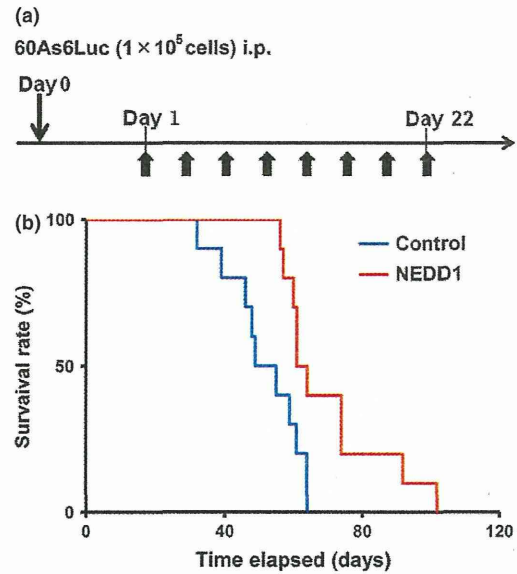 (a)
60As6Luc (1 × 10⁵ cells) i.p.
Day 0
Day 1
Day 22
(b)
100
50
0
Survaival rate (%)
Control
NEDD1
0
40
80
120
Time elapsed (days)